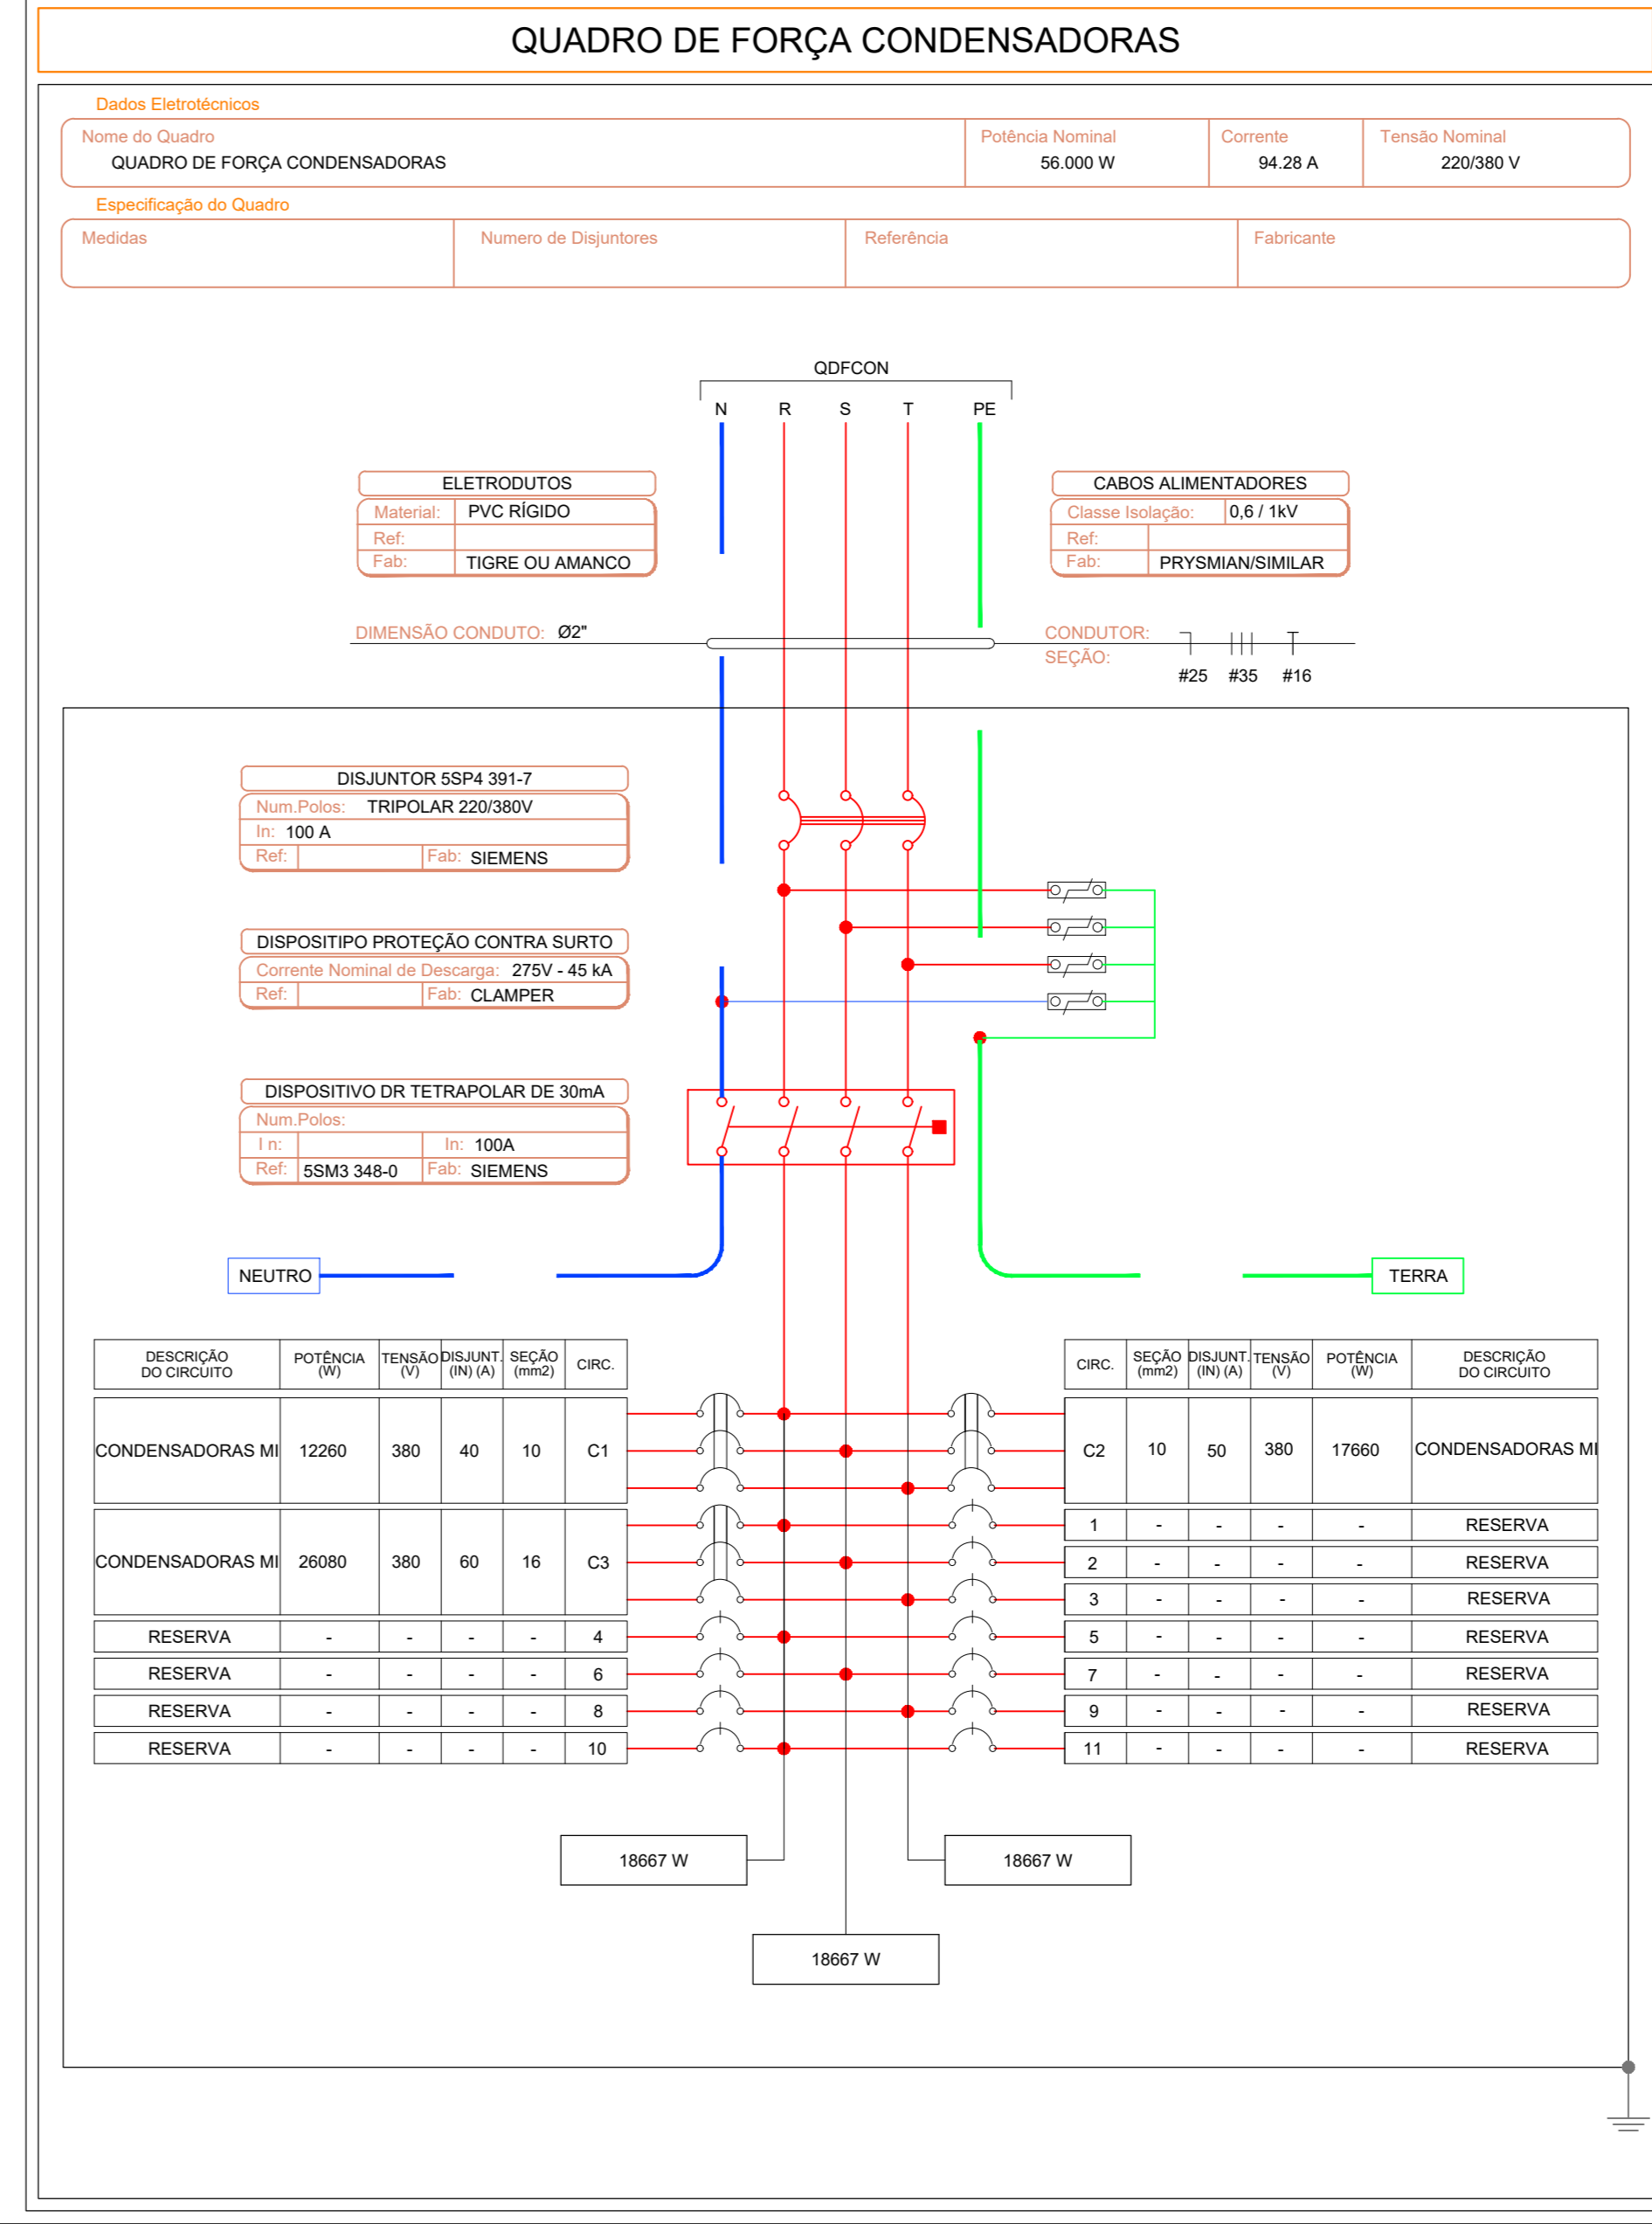 QUADRO DE FORÇA CONDENSADORAS
Dados Eletrotécnicos
Nome do Quadro Potência Nominal Corrente Tensão Nominal
QUADRO DE FORÇA CONDENSADORAS 56.000 W 94.28 A 220/380 V
Especificação do Quadro
Medidas Numero de Disjuntores Referência Fabricante
QDFCON
N R S T PE
ELETRODUTOS
Material: PVC RÍGIDO
Ref:
Fab: TIGRE OU AMANCO
CABOS ALIMENTADORES
Classe Isolação: 0,6 / 1kV
Ref:
Fab: PRYSMIAN/SIMILAR
DIMENSÃO CONDUTO: Ø2"
CONDUTOR:
SEÇÃO:
#25 #35 #16
DISJUNTOR 5SP4 391-7
Num.Polos: TRIPOLAR 220/380V
In: 100 A
Ref: Fab: SIEMENS
DISPOSITIPO PROTEÇÃO CONTRA SURTO
Corrente Nominal de Descarga: 275V - 45 kA
Ref: Fab: CLAMPER
DISPOSITIVO DR TETRAPOLAR DE 30mA
Num.Polos:
I n: In: 100A
Ref: 5SM3 348-0 Fab: SIEMENS
NEUTRO
TERRA
DESCRIÇÃO DO CIRCUITO POTÊNCIA (W) TENSÃO (V) DISJUNT. (IN) (A) SEÇÃO (mm2) CIRC.
CONDENSADORAS MI 12260 380 40 10 C1
CONDENSADORAS MI 26080 380 60 16 C3
RESERVA - - - - 4
RESERVA - - - - 6
RESERVA - - - - 8
RESERVA - - - - 10
CIRC. SEÇÃO (mm2) DISJUNT. (IN) (A) TENSÃO (V) POTÊNCIA (W) DESCRIÇÃO DO CIRCUITO
C2 10 50 380 17660 CONDENSADORAS MI
1 - - - - RESERVA
2 - - - - RESERVA
3 - - - - RESERVA
5 - - - - RESERVA
7 - - - - RESERVA
9 - - - - RESERVA
11 - - - - RESERVA
18667 W
18667 W
18667 W